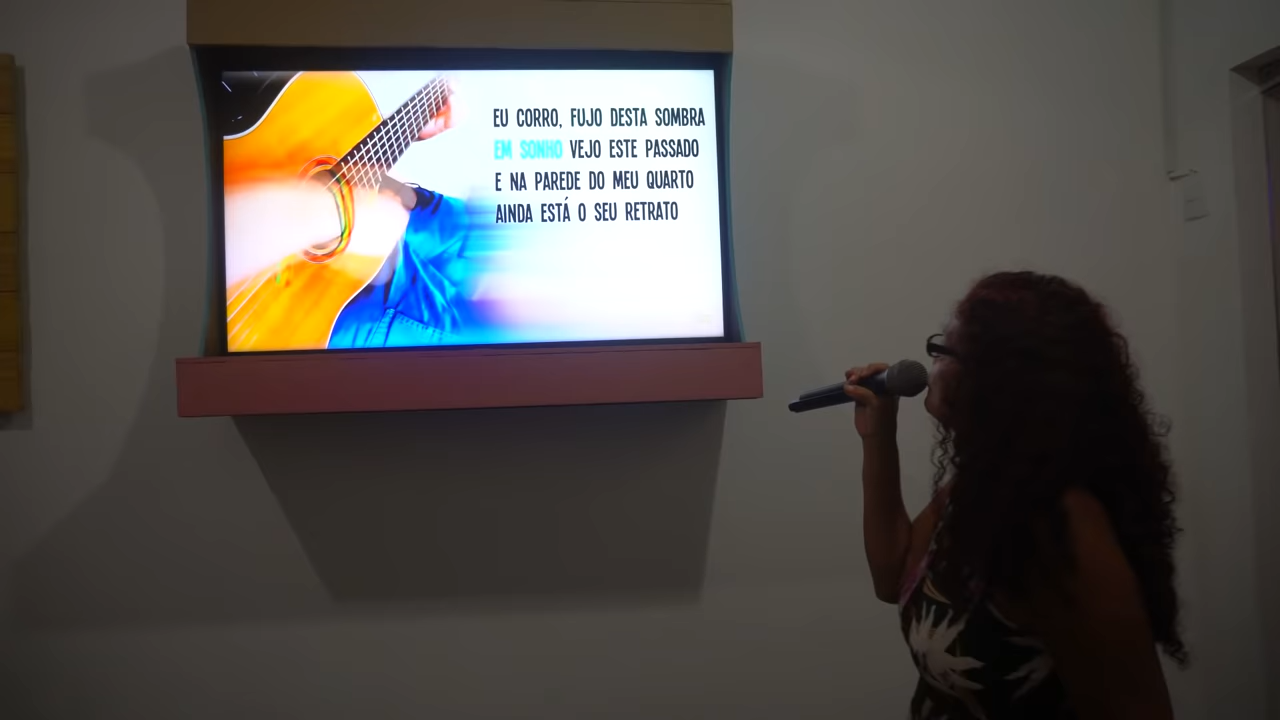 EU CORRO, FUJO DESTA SOMBRA
EM SONHO VEJO ESTE PASSADO
E NA PAREDE DO MEU QUARTO
AINDA ESTÁ O SEU RETRATO